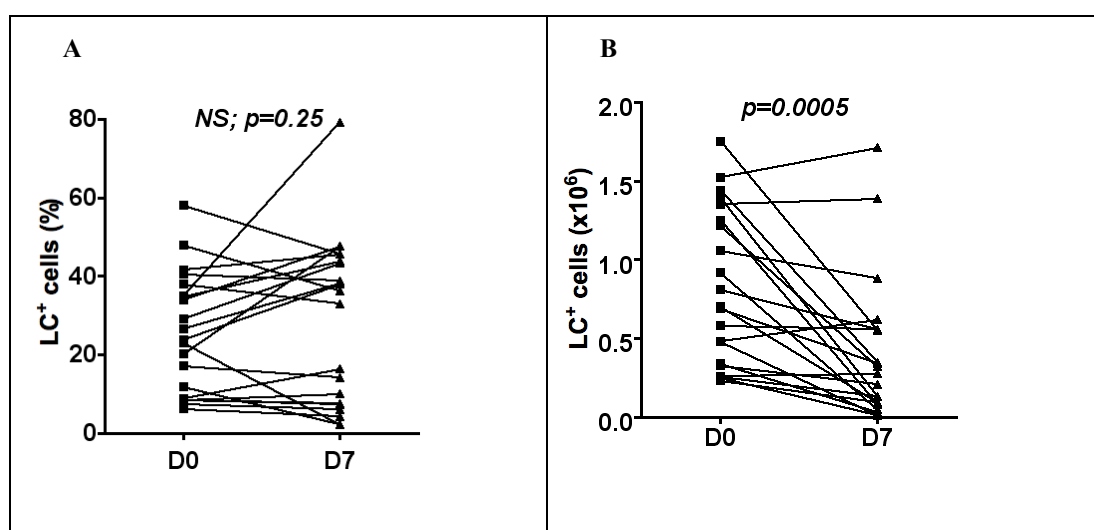 A
NS; p=0.25
LC+ cells (%)
80
60
40
20
0
D0 D7
B
p=0.0005
LC+ cells (x10⁶)
2.0
1.5
1.0
0.5
0.0
D0 D7